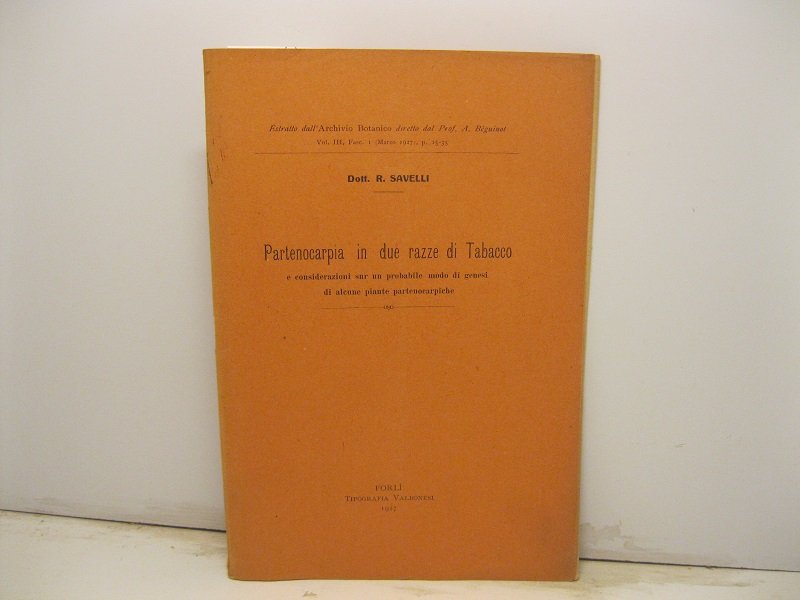 Estratto dall'Archivio Botanico diretto dal Prof. A. Béguinot
Vol. III, Fasc. 1 (Marzo 1927), p. 15-35
Dott. R. SAVELLI
Partenocarpia in due razze di Tabacco
e considerazioni sur un probabile modo di genesi
di alcune piante partenocarpiche
FORLÌ
TIPOGRAFIA VALBONESI
1927